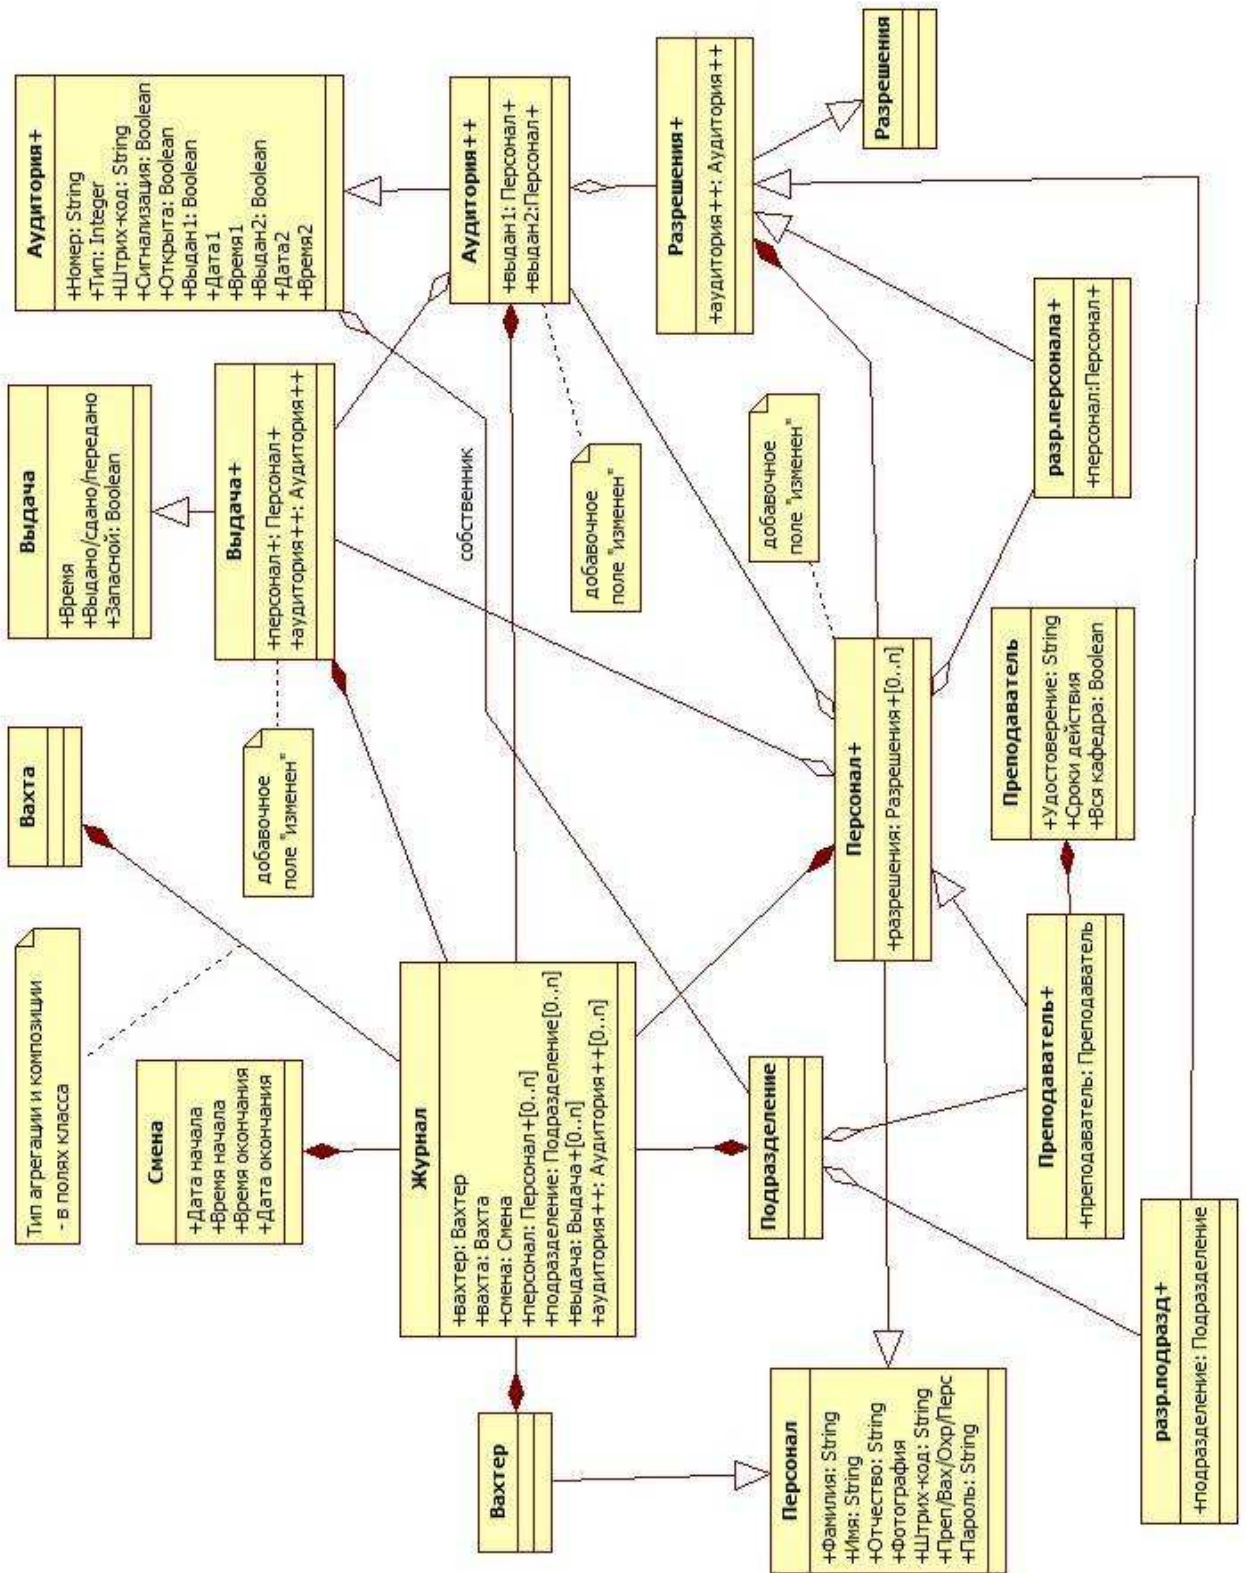 Аудитория+
+Номер: String
+Тип: Integer
+Штрих-код: String
+Сигнализация: Boolean
+Открыта: Boolean
+Выдан1: Boolean
+Дата1
+Время1
+Выдан2: Boolean
+Дата2
+Время2
Аудитория++
+выдан1: Персонал+
+выдан2:Персонал+
Разрешения+
+аудитория++: Аудитория++
Разрешения
Выдача
+Время
+Выдано/сдано/передано
+Запасной: Boolean
Выдача+
+персонал+: Персонал+
+аудитория++: Аудитория++
собственник
добавочное
поле "изменен"
добавочное
поле "изменен"
разр.персонала+
+персонал:Персонал+
Вахта
добавочное
поле "изменен"
Персонал+
+разрешения: Разрешения+[0..n]
Преподаватель
+Удостоверение: String
+Сроки действия
+Вся кафедра: Boolean
Тип агрегации и композиции
- в полях класса
Смена
+Дата начала
+Время начала
+Время окончания
+Дата окончания
Журнал
+вахтер: Вахтер
+вахта: Вахта
+смена: Смена
+персонал: Персонал+[0..n]
+подразделение: Подразделение[0..n]
+выдача: Выдача+[0..n]
+аудитория++: Аудитория++[0..n]
Подразделение
Преподаватель+
+преподаватель: Преподаватель
Вахтер
Персонал
+Фамилия: String
+Имя: String
+Отчество: String
+Фотография
+Штрих-код: String
+Преп/Вах/Охр/Перс
+Пароль: String
разр.подразд+
+подразделение: Подразделение